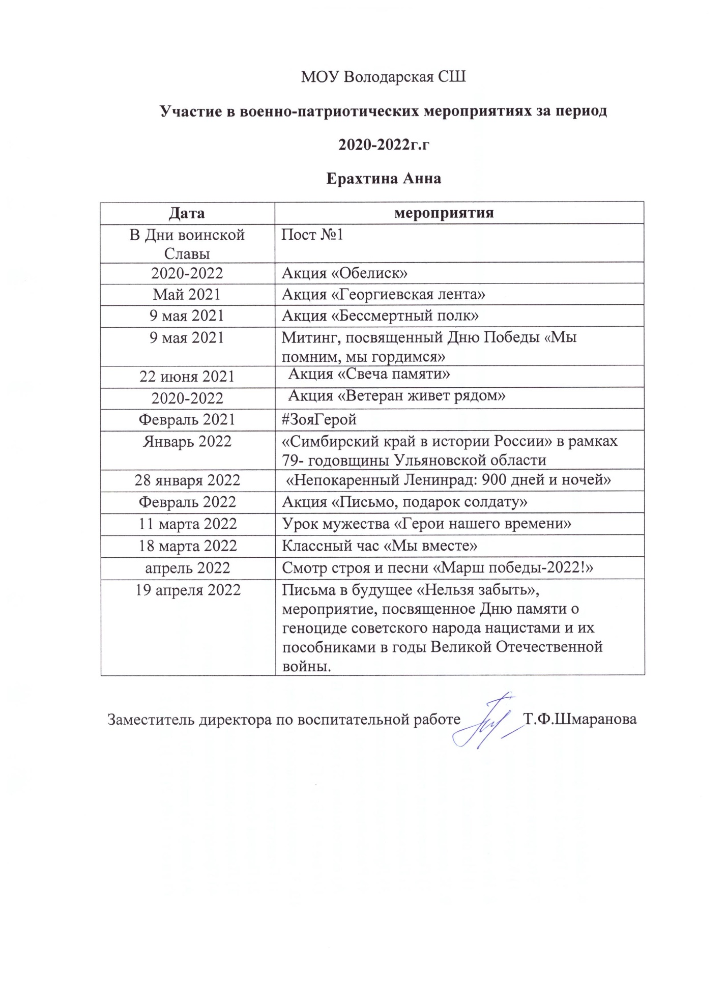 МОУ Володарская СШ
Участие в военно-патриотических мероприятиях за период
2020-2022г.г
Ерахтина Анна
Дата мероприятия
В Дни воинской Пост №1
Славы
2020-2022 Акция «Обелиск»
Май 2021 Акция «Георгиевская лента»
9 мая 2021 Акция «Бессмертный полк»
9 мая 2021 Митинг, посвященный Дню Победы «Мы
помним, мы гордимся»
22 июня 2021 Акция «Свеча памяти»
2020-2022 Акция «Ветеран живет рядом»
Февраль 2021 #ЗояГерой
Январь 2022 «Симбирский край в истории России» в рамках
79- годовщины Ульяновской области
28 января 2022 «Непокаренный Ленинрад: 900 дней и ночей»
Февраль 2022 Акция «Письмо, подарок солдату»
11 марта 2022 Урок мужества «Герои нашего времени»
18 марта 2022 Классный час «Мы вместе»
апрель 2022 Смотр строя и песни «Марш победы-2022!»
19 апреля 2022 Письма в будущее «Нельзя забыть»,
мероприятие, посвященное Дню памяти о
геноциде советского народа нацистами и их
пособниками в годы Великой Отечественной
войны.
Заместитель директора по воспитательной работе Т.Ф.Шмаранова